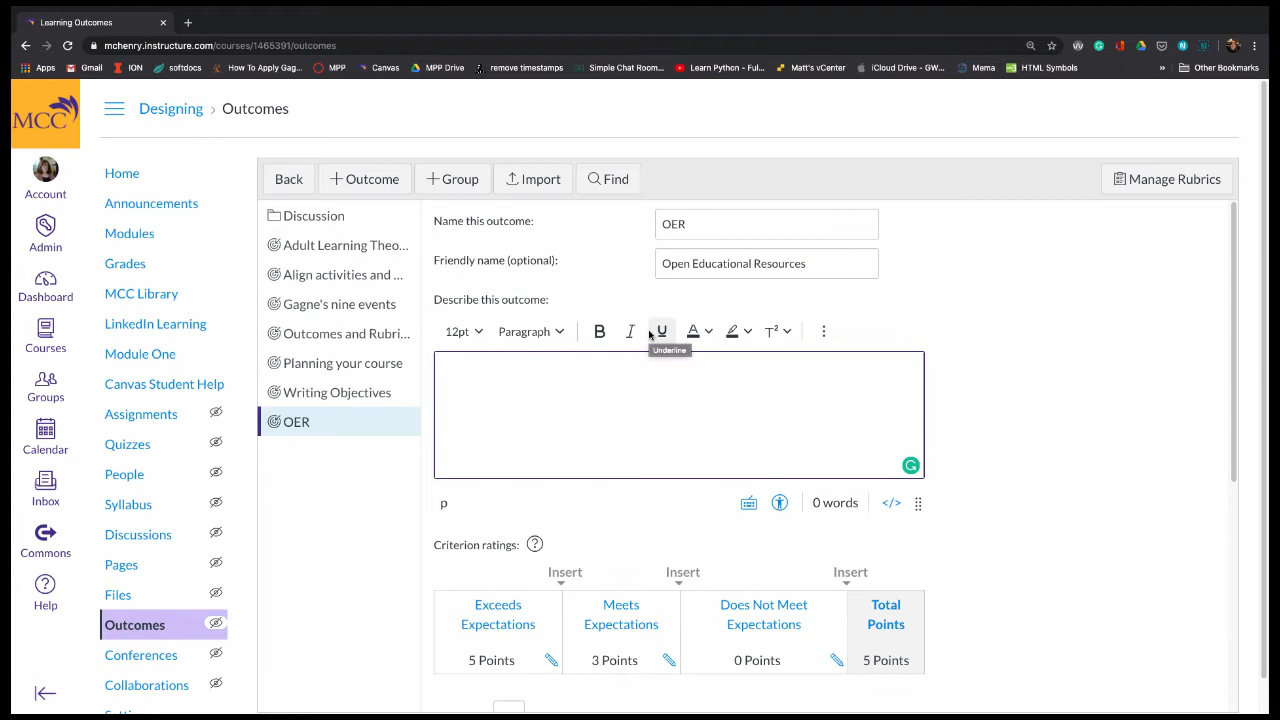 Learning Outcomes
mchenry.instructure.com/courses/1465391/outcomes
Apps Gmail ION softdocs How To Apply Gag... MPP Canvas MPP Drive remove timestamps Simple Chat Room... Learn Python - Ful... Matt's vCenter iCloud Drive - GW... Mema HTML Symbols » Other Bookmarks
MCC
Designing › Outcomes
Account
Admin
Dashboard
Courses
Groups
Calendar
Inbox
Commons
Help
Home
Announcements
Modules
Grades
MCC Library
LinkedIn Learning
Module One
Canvas Student Help
Assignments
Quizzes
People
Syllabus
Discussions
Pages
Files
Outcomes
Conferences
Collaborations
Back + Outcome + Group Import Find Manage Rubrics
Discussion
Adult Learning Theo...
Align activities and ...
Gagne's nine events
Outcomes and Rubri...
Planning your course
Writing Objectives
OER
Name this outcome: OER
Friendly name (optional): Open Educational Resources
Describe this outcome:
12pt Paragraph B I U A T²
Underline
p 0 words </>
Criterion ratings: ?
Insert Insert Insert
Exceeds Expectations Meets Expectations Does Not Meet Expectations Total Points
5 Points 3 Points 0 Points 5 Points